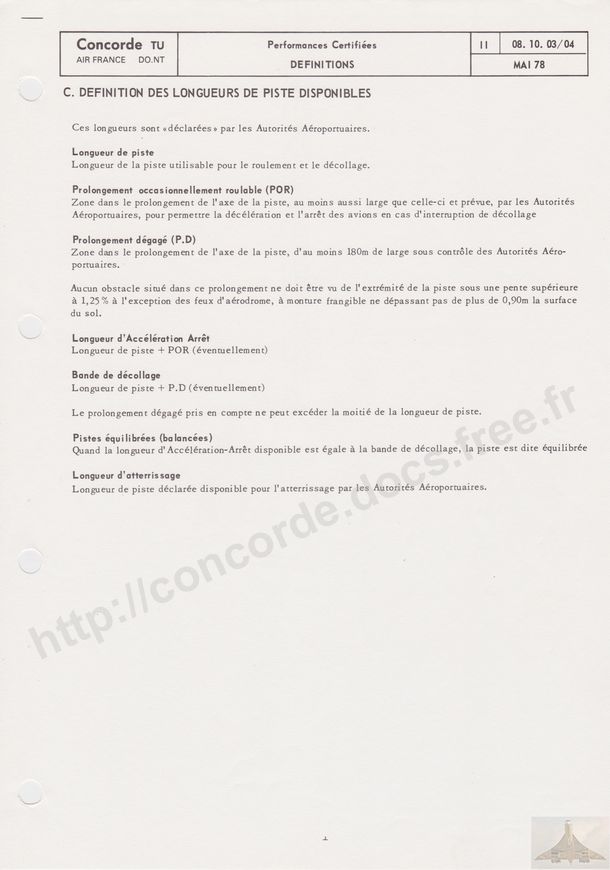 Concorde TU
AIR FRANCE DO.NT
Performances Certifiées
DEFINITIONS
II
08. 10. 03/04
MAI 78
C. DEFINITION DES LONGUEURS DE PISTE DISPONIBLES
Ces longueurs sont «déclarées» par les Autorités Aéroportuaires.
Longueur de piste
Longueur de la piste utilisable pour le roulement et le décollage.
Prolongement occasionnellement roulable (POR)
Zone dans le prolongement de l'axe de la piste, au moins aussi large que celle-ci et prévue, par les Autorités
Aéroportuaires, pour permettre la décélération et l'arrêt des avions en cas d'interruption de décollage
Prolongement dégagé (P.D)
Zone dans le prolongement de l'axe de la piste, d'au moins 180m de large sous contrôle des Autorités Aéro-
portuaires.
Aucun obstacle situé dans ce prolongement ne doit être vu de l'extrémité de la piste sous une pente supérieure
à 1,25% à l'exception des feux d'aérodrome, à monture frangible ne dépassant pas de plus de 0,90m la surface
du sol.
Longueur d'Accélération Arrêt
Longueur de piste + POR (éventuellement)
Bande de décollage
Longueur de piste + P.D (éventuellement)
Le prolongement dégagé pris en compte ne peut excéder la moitié de la longueur de piste.
Pistes équilibrées (balancées)
Quand la longueur d'Accélération-Arrêt disponible est égale à la bande de décollage, la piste est dite équilibrée
Longueur d'atterrissage
Longueur de piste déclarée disponible pour l'atterrissage par les Autorités Aéroportuaires.
http://concorde.docs.free.fr